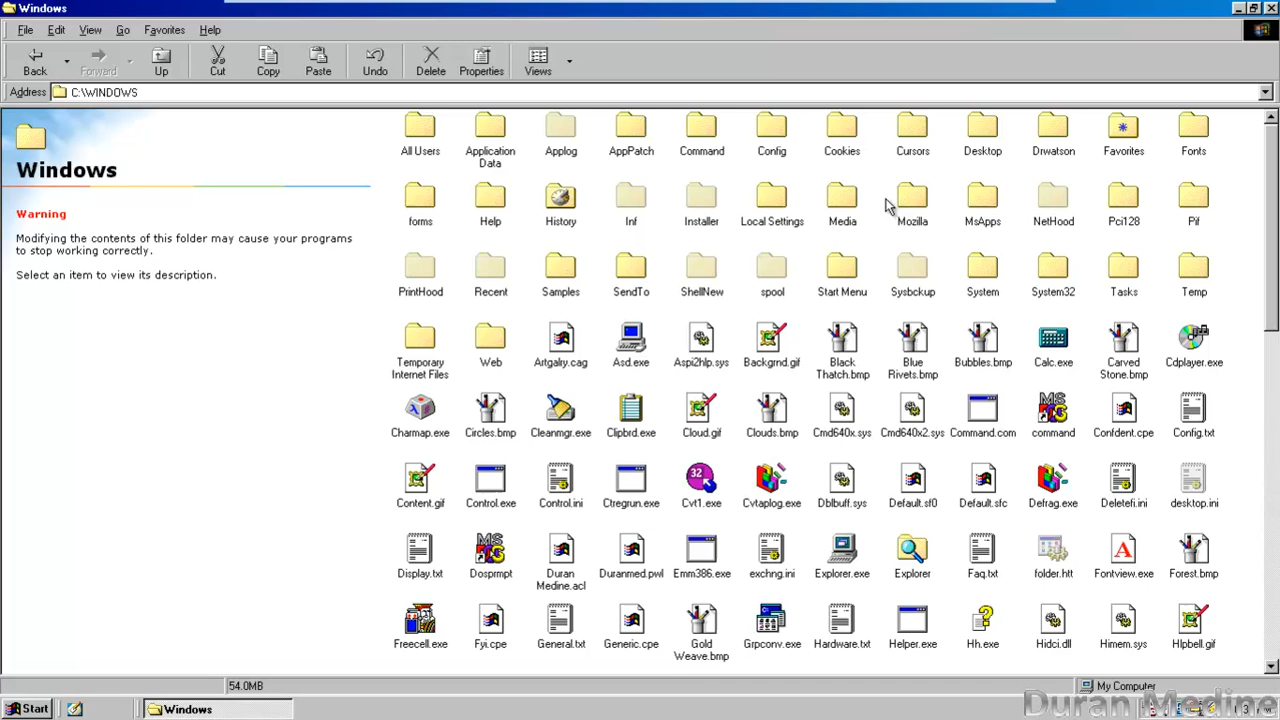 Windows
File Edit View Go Favorites Help
Back Forward Up Cut Copy Paste Undo Delete Properties Views
Address C:\WINDOWS
Windows
Warning
Modifying the contents of this folder may cause your programs
to stop working correctly.
Select an item to view its description.
All Users Application Data Applog AppPatch Command Config Cookies Cursors Desktop Drwatson Favorites Fonts
forms Help History Inf Installer Local Settings Media Mozilla MsApps NetHood Pci128 Pif
PrintHood Recent Samples SendTo ShellNew spool Start Menu Sysbckup System System32 Tasks Temp
Temporary Internet Files Web Artgalry.cag Asd.exe Aspi2hlp.sys Backgrnd.gif Black Thatch.bmp Blue Rivets.bmp Bubbles.bmp Calc.exe Carved Stone.bmp Cdplayer.exe
Charmap.exe Circles.bmp Cleanmgr.exe Clipbrd.exe Cloud.gif Clouds.bmp Cmd640x.sys Cmd640x2.sys Command.com command Confdent.cpe Config.txt
Content.gif Control.exe Control.ini Ctregrun.exe Cvt1.exe Cvtaplog.exe Dblbuff.sys Default.sf0 Default.sfc Defrag.exe Deletefi.ini desktop.ini
Display.txt Dosprmpt Duran Medine.acl Duranmed.pwl Emm386.exe exchng.ini Explorer.exe Explorer Faq.txt folder.htt Fontview.exe Forest.bmp
Freecell.exe Fyi.cpe General.txt Generic.cpe Gold Weave.bmp Grpconv.exe Hardware.txt Helper.exe Hh.exe Hidci.dll Himem.sys Hlpbell.gif
54.0MB My Computer
Start Windows Duran Medine